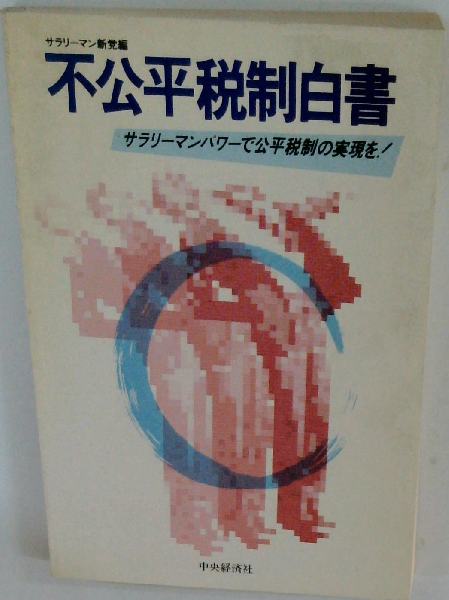 サラリーマン新党編
不公平税制白書
サラリーマンパワーで公平税制の実現を!
中央経済社